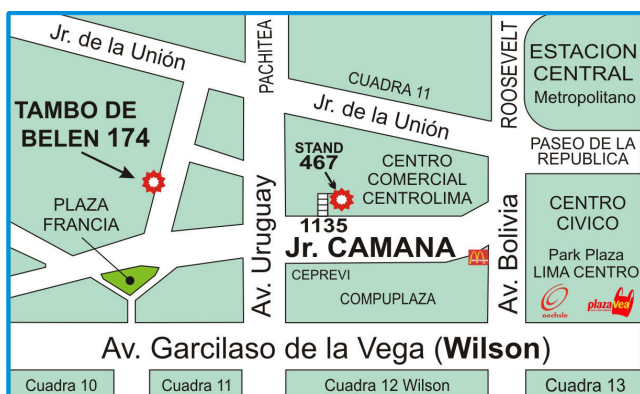 Jr. de la Unión
PACHITEA
CUADRA 11
Jr. de la Unión
ROOSEVELT
ESTACION
CENTRAL
Metropolitano
TAMBO DE
BELEN 174
PASEO DE LA
REPUBLICA
STAND
467
CENTRO
COMERCIAL
CENTROLIMA
PLAZA
FRANCIA
1135
Jr. CAMANA
Av. Uruguay
Av. Bolivia
CENTRO
CIVICO
Park Plaza
LIMA CENTRO
oechsle
plazaVea
CEPREVI
COMPUPLAZA
Av. Garcilaso de la Vega (Wilson)
Cuadra 10
Cuadra 11
Cuadra 12 Wilson
Cuadra 13